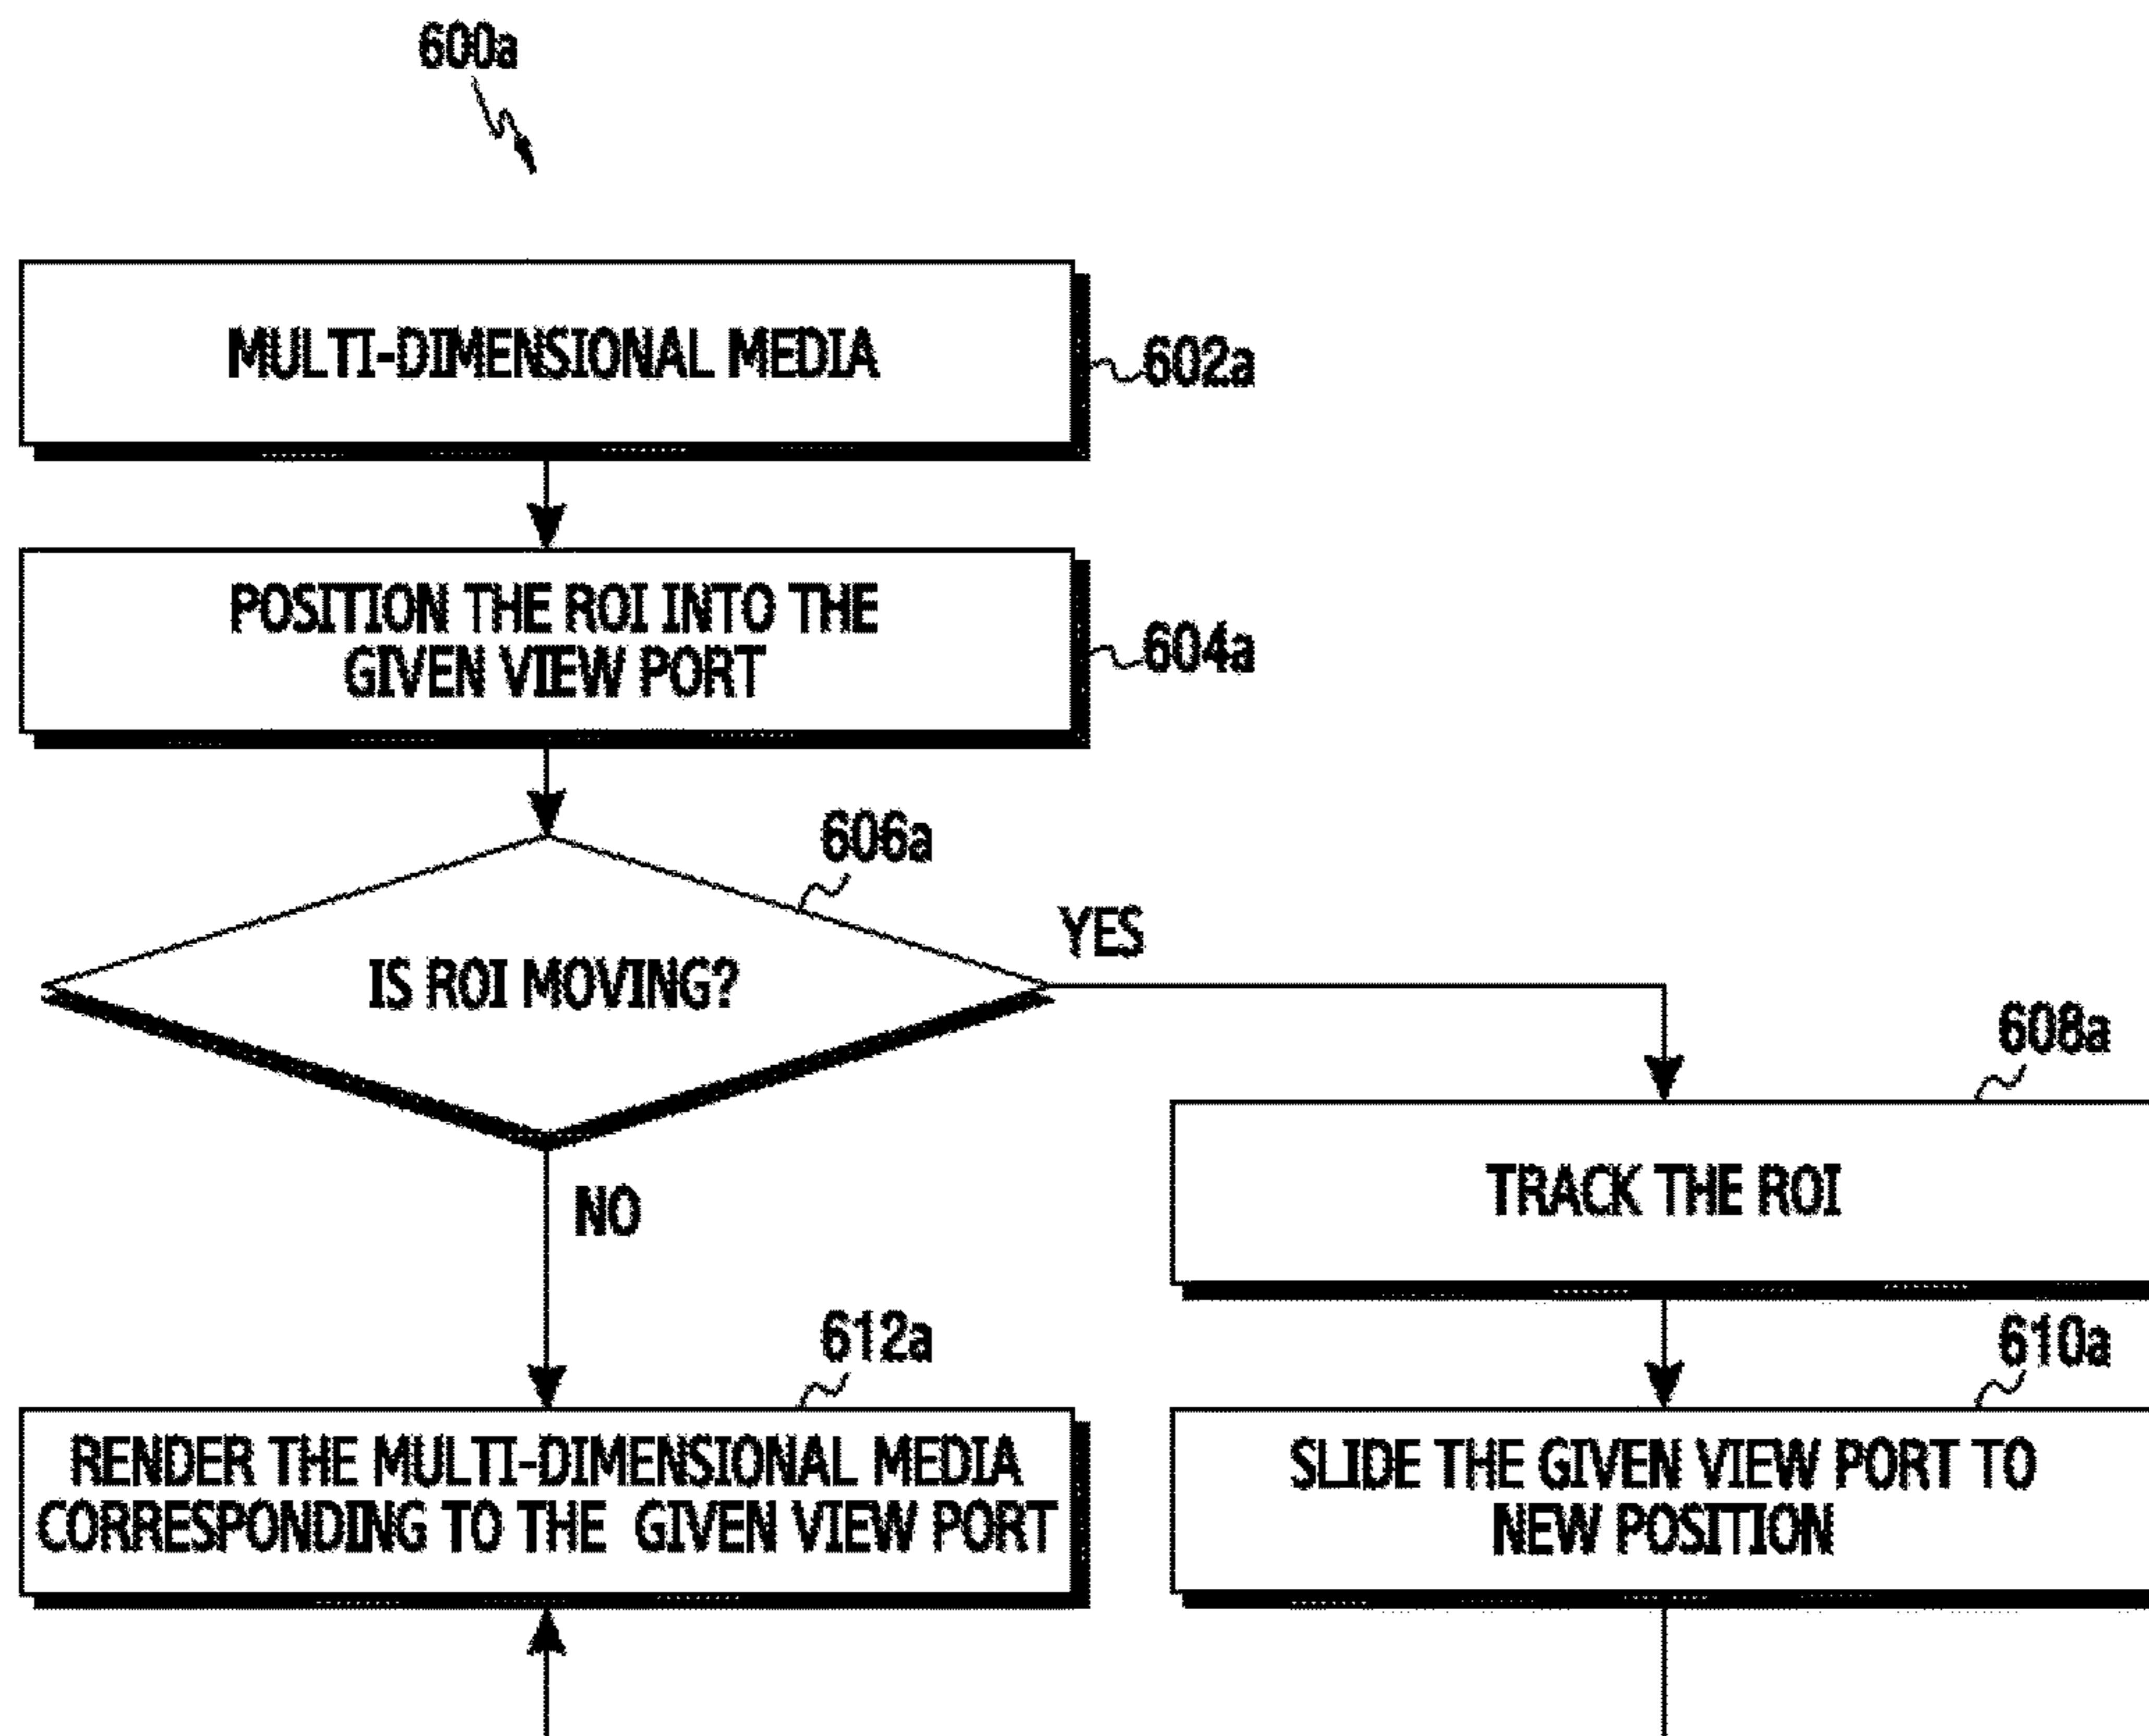 600a
MULTI-DIMENSIONAL MEDIA
602a
POSITION THE ROI INTO THE
GIVEN VIEW PORT
604a
606a
IS ROI MOVING?
YES
NO
608a
TRACK THE ROI
610a
SLIDE THE GIVEN VIEW PORT TO
NEW POSITION
612a
RENDER THE MULTI-DIMENSIONAL MEDIA
CORRESPONDING TO THE GIVEN VIEW PORT